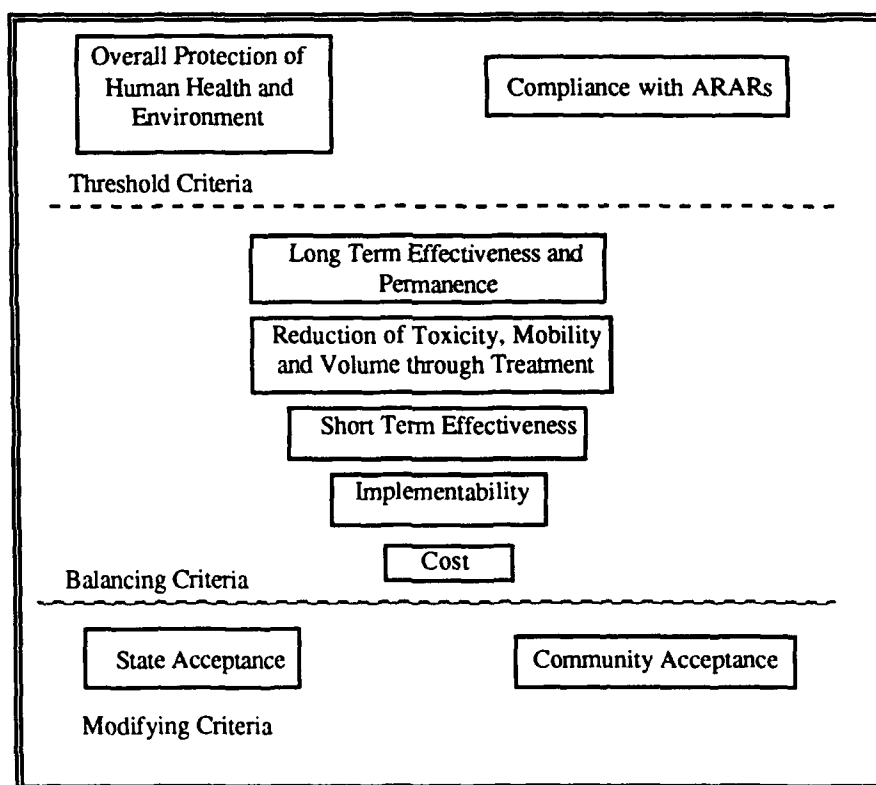 Overall Protection of
Human Health and
Environment
Compliance with ARARs
Threshold Criteria
Long Term Effectiveness and
Permanence
Reduction of Toxicity, Mobility
and Volume through Treatment
Short Term Effectiveness
Implementability
Cost
Balancing Criteria
State Acceptance
Community Acceptance
Modifying Criteria